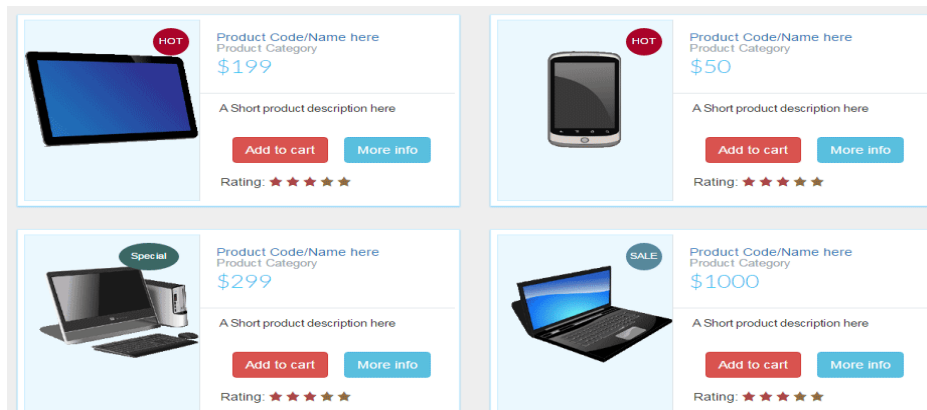 HOT
Product Code/Name here
Product Category
$199
A Short product description here
Add to cart
More info
Rating:
HOT
Product Code/Name here
Product Category
$50
A Short product description here
Add to cart
More info
Rating:
Special
Product Code/Name here
Product Category
$299
A Short product description here
Add to cart
More info
Rating:
SALE
Product Code/Name here
Product Category
$1000
A Short product description here
Add to cart
More info
Rating: